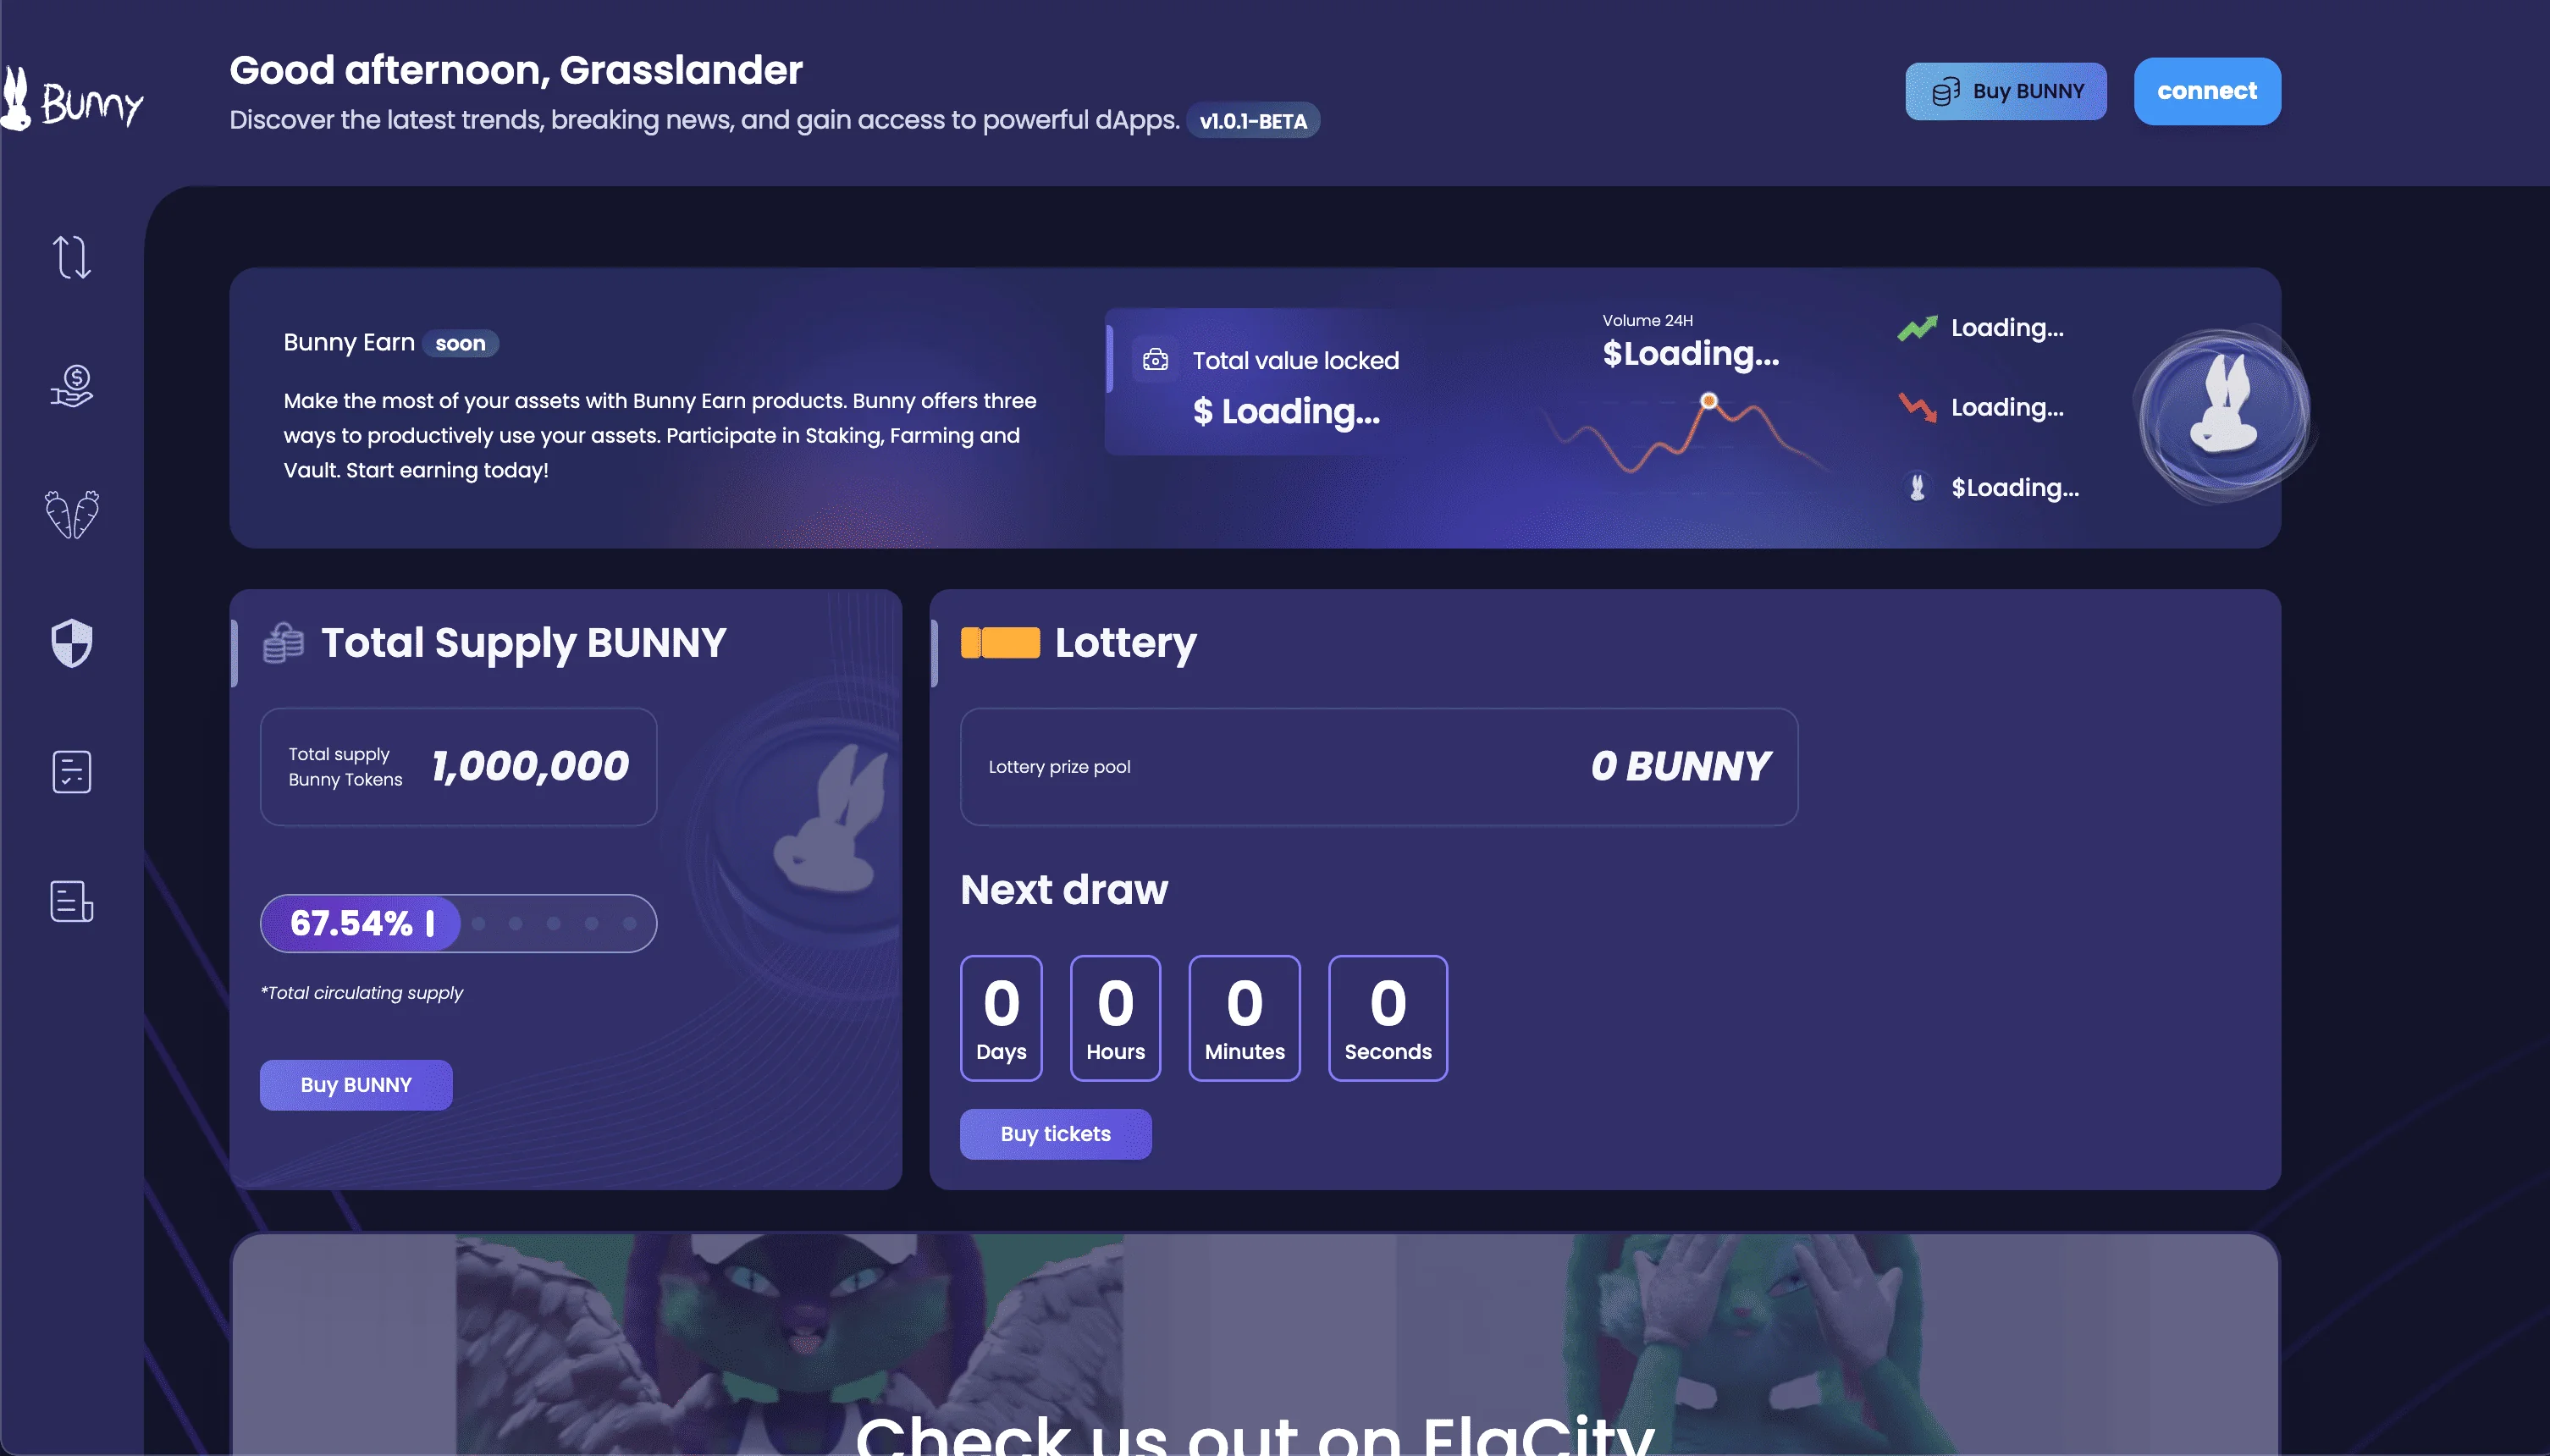 Bunny
Good afternoon, Grasslander
Discover the latest trends, breaking news, and gain access to powerful dApps. v1.0.1-BETA
Buy BUNNY
connect
Bunny Earn soon
Make the most of your assets with Bunny Earn products. Bunny offers three
ways to productively use your assets. Participate in Staking, Farming and
Vault. Start earning today!
Total value locked
$ Loading...
Volume 24H
$Loading...
Loading...
Loading...
$Loading...
Total Supply BUNNY
Total supply
Bunny Tokens
1,000,000
67.54% |
*Total circulating supply
Buy BUNNY
Lottery
Lottery prize pool
0 BUNNY
Next draw
0
Days
0
Hours
0
Minutes
0
Seconds
Buy tickets
Check us out on ElaCity